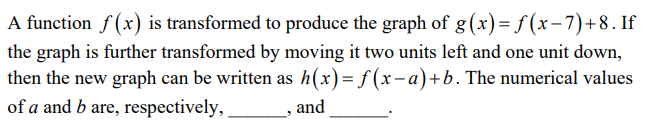 A function f(x) is transformed to produce the graph of g(x)=f(x−7)+8. If
the graph is further transformed by moving it two units left and one unit down,
then the new graph can be written as h(x)=f(x−a)+b. The numerical values
of a and b are, respectively, ______, and ______.